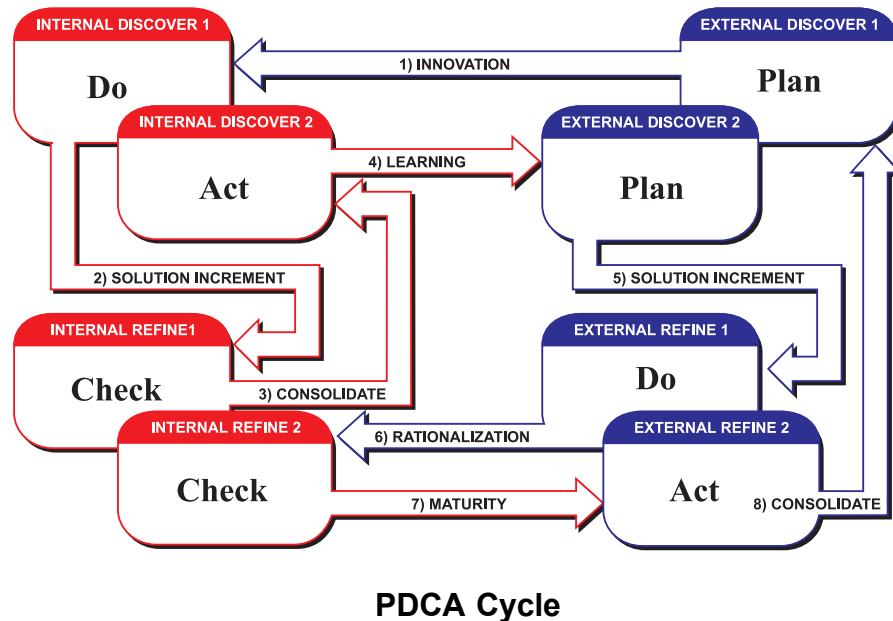 INTERNAL DISCOVER 1
EXTERNAL DISCOVER 1
Do
1) INNOVATION
Plan
INTERNAL DISCOVER 2
EXTERNAL DISCOVER 2
4) LEARNING
Act
Plan
2) SOLUTION INCREMENT
5) SOLUTION INCREMENT
INTERNAL REFINE1
EXTERNAL REFINE 1
Check
3) CONSOLIDATE
Do
INTERNAL REFINE 2
6) RATIONALIZATION
EXTERNAL REFINE 2
Check
7) MATURITY
Act
8) CONSOLIDATE
PDCA Cycle